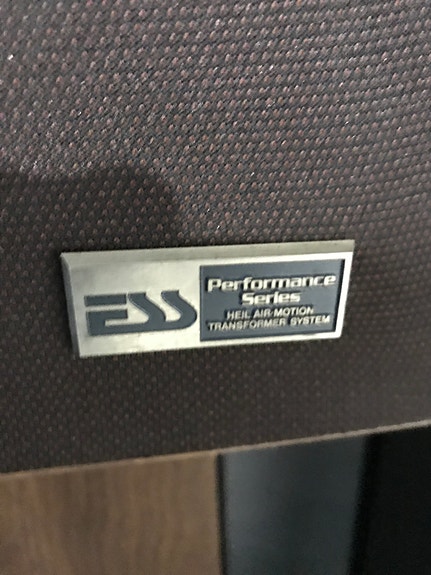 ESS
Performance
Series
HEIL AIR-MOTION
TRANSFORMER SYSTEM